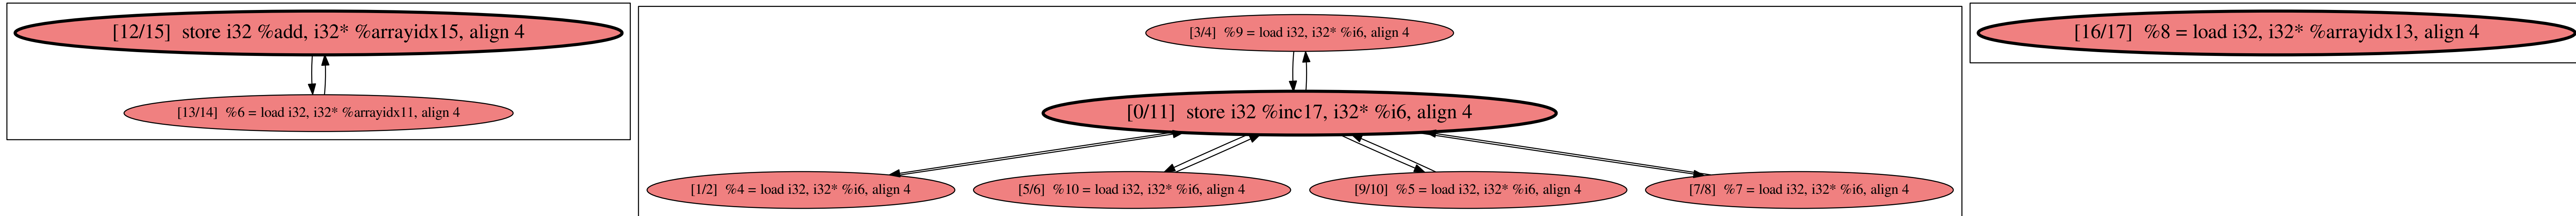 [12/15]  store i32 %add, i32* %arrayidx15, align 4
[13/14]  %6 = load i32, i32* %arrayidx11, align 4
[3/4]  %9 = load i32, i32* %i6, align 4
[0/11]  store i32 %inc17, i32* %i6, align 4
[1/2]  %4 = load i32, i32* %i6, align 4
[5/6]  %10 = load i32, i32* %i6, align 4
[9/10]  %5 = load i32, i32* %i6, align 4
[7/8]  %7 = load i32, i32* %i6, align 4
[16/17]  %8 = load i32, i32* %arrayidx13, align 4